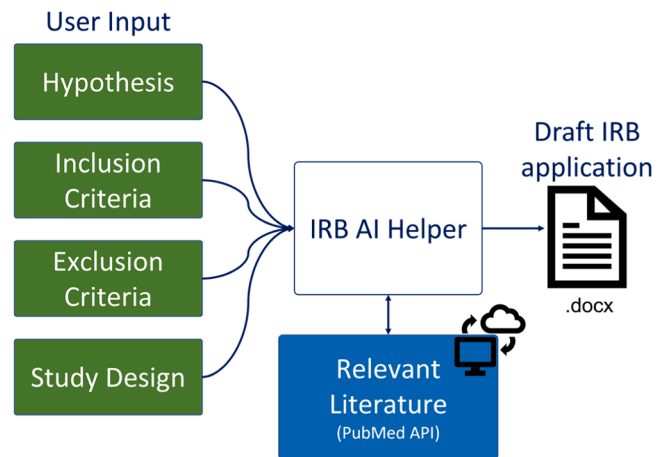 User Input
Hypothesis
Inclusion
Criteria
Exclusion
Criteria
Study Design
IRB AI Helper
Relevant
Literature
(PubMed API)
Draft IRB
application
.docx